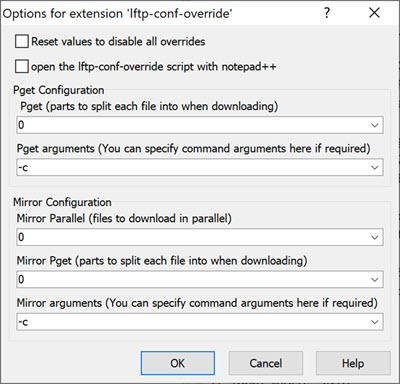 Options for extension 'lftp-conf-override'
?
Reset values to disable all overrides
open the lftp-conf-override script with notepad++
Pget Configuration
Pget (parts to split each file into when downloading)
0
Pget arguments (You can specify command arguments here if required)
-c
Mirror Configuration
Mirror Parallel (files to download in parallel)
0
Mirror Pget (parts to split each file into when downloading)
0
Mirror arguments (You can specify command arguments here if required)
-c
OK Cancel Help